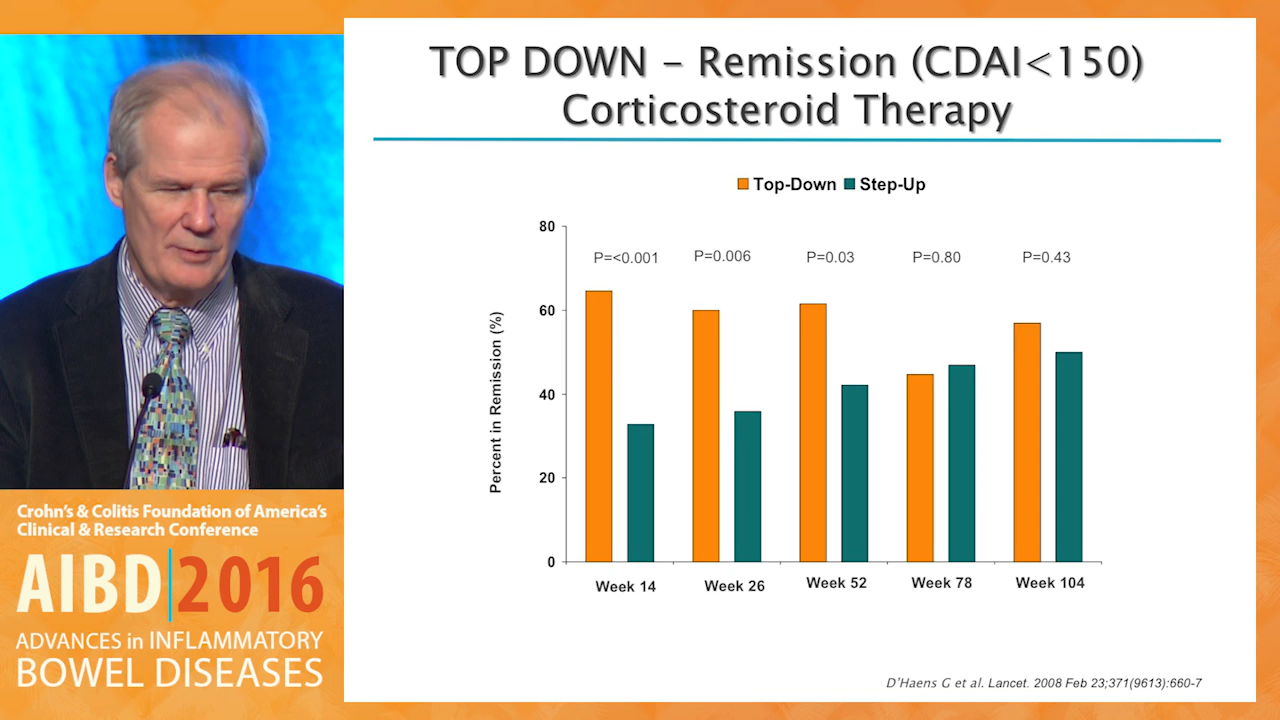 TOP DOWN – Remission (CDAI<150)
Corticosteroid Therapy
Top-Down Step-Up
80
60
40
20
0
Percent in Remission (%)
P=<0.001 P=0.006 P=0.03 P=0.80 P=0.43
Week 14 Week 26 Week 52 Week 78 Week 104
D'Haens G et al. Lancet. 2008 Feb 23;371(9613):660-7
Crohn's & Colitis Foundation of America's
Clinical & Research Conference
AIBD|2016
ADVANCES in INFLAMMATORY
BOWEL DISEASES